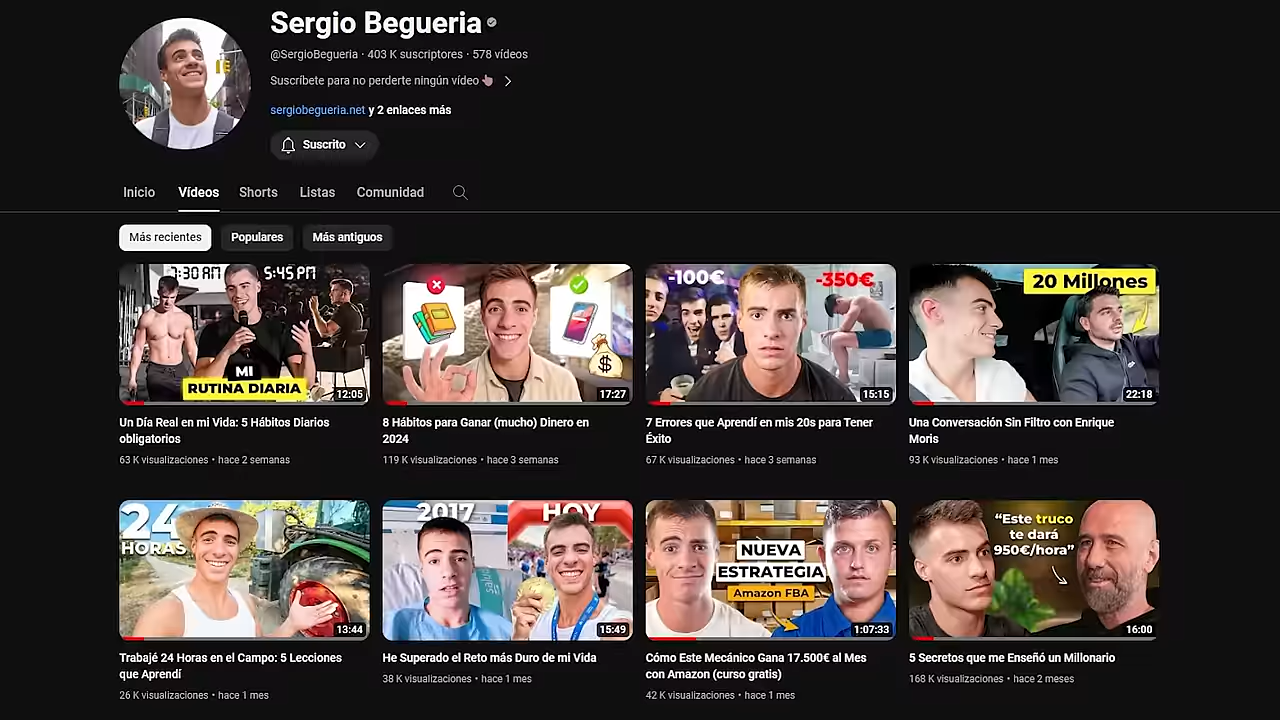 Sergio Begueria
@SergioBegueria · 403 K suscriptores · 578 vídeos
Suscríbete para no perderte ningún vídeo
sergiobegueria.net y 2 enlaces más
Suscrito
Inicio Vídeos Shorts Listas Comunidad
Más recientes Populares Más antiguos
7:30 AM 5:45 PM
MI
RUTINA DIARIA
12:05
$
17:27
-100€ -350€
15:15
20 Millones
22:18
Un Día Real en mi Vida: 5 Hábitos Diarios
obligatorios
63 K visualizaciones • hace 2 semanas
8 Hábitos para Ganar (mucho) Dinero en
2024
119 K visualizaciones • hace 3 semanas
7 Errores que Aprendí en mis 20s para Tener
Éxito
67 K visualizaciones • hace 3 semanas
Una Conversación Sin Filtro con Enrique
Moris
93 K visualizaciones • hace 1 mes
24
HORAS
13:44
2017 HOY
salud
15:49
NUEVA
ESTRATEGIA
Amazon FBA
1:07:33
“Este truco
te dará
950€/hora”
16:00
Trabajé 24 Horas en el Campo: 5 Lecciones
que Aprendí
26 K visualizaciones • hace 1 mes
He Superado el Reto más Duro de mi Vida
38 K visualizaciones • hace 1 mes
Cómo Este Mecánico Gana 17.500€ al Mes
con Amazon (curso gratis)
42 K visualizaciones • hace 1 mes
5 Secretos que me Enseñó un Millonario
168 K visualizaciones • hace 2 meses